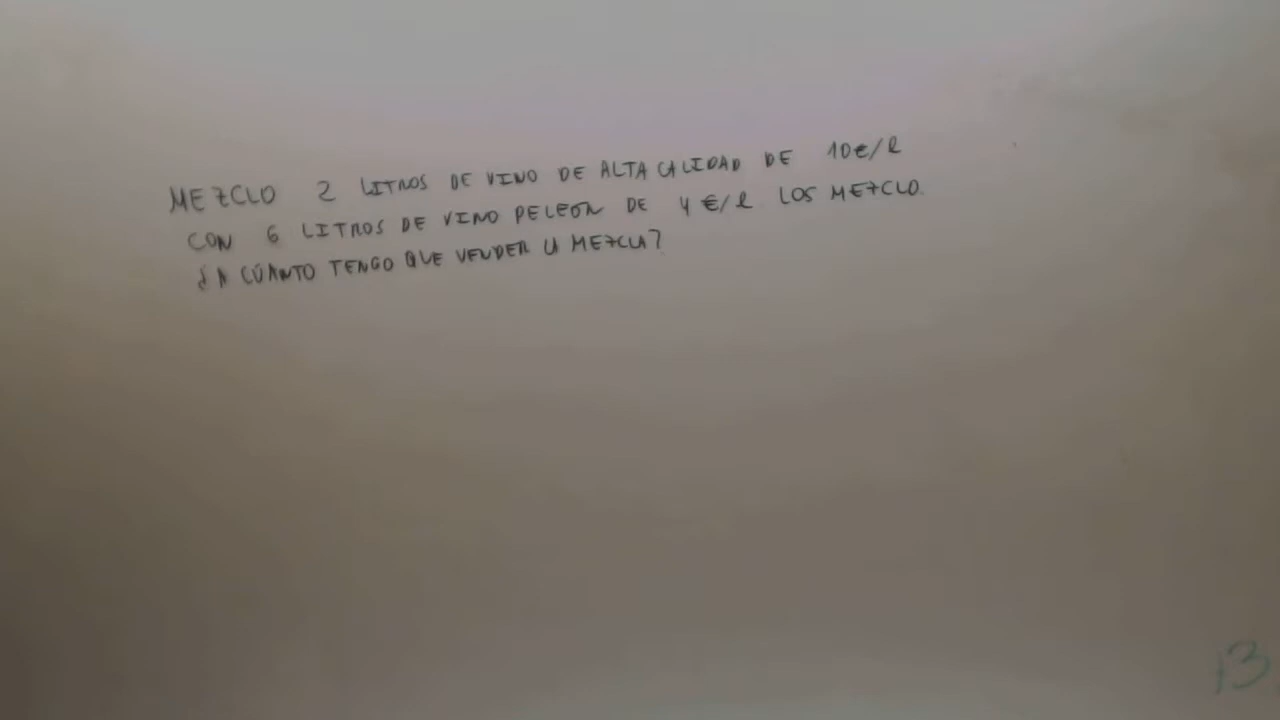 MEZCLO 2 LITROS DE VINO DE ALTA CALIDAD DE 10€/l
CON 6 LITROS DE VINO PELEÓN DE 4 €/l. LOS MEZCLO.
¿A CUÁNTO TENGO QUE VENDER LA MEZCLA?
13